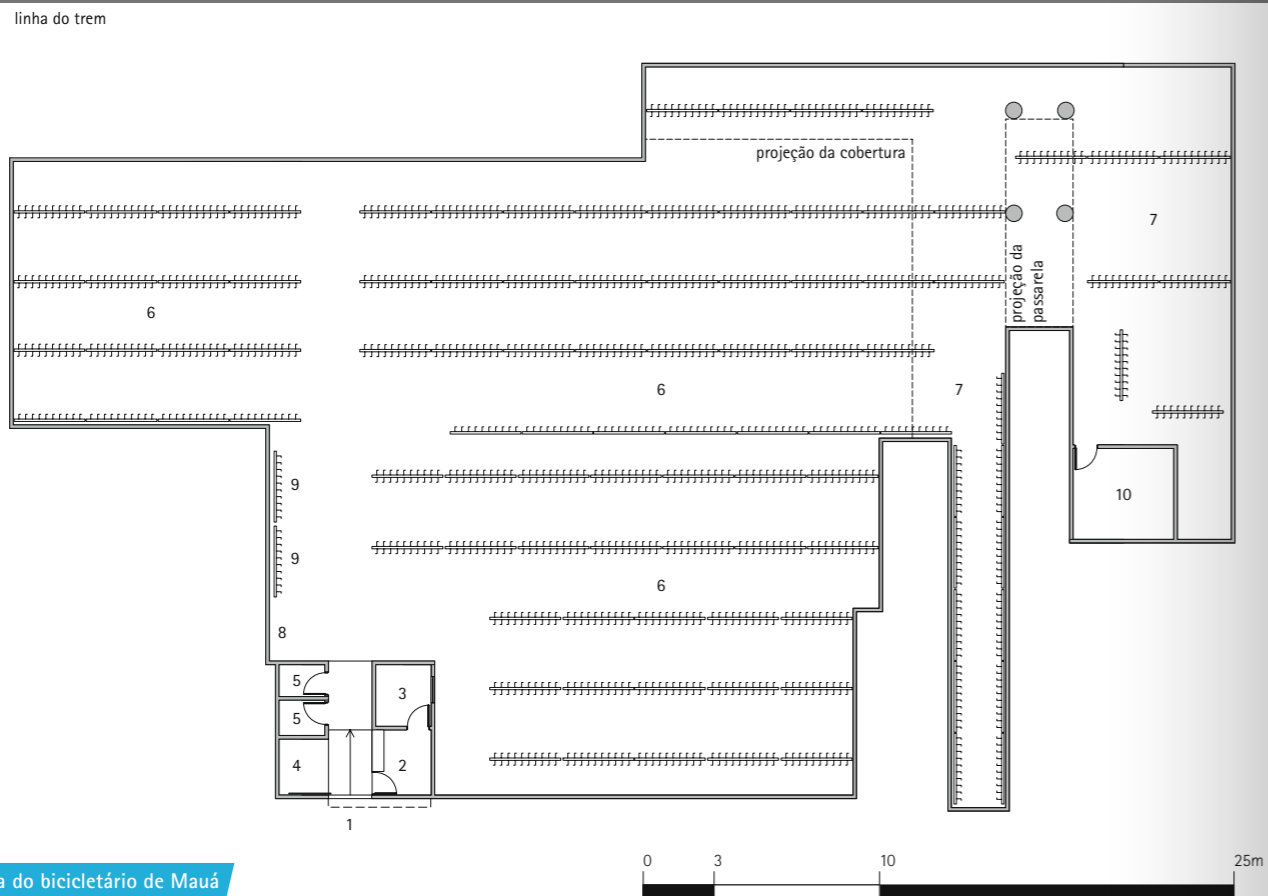 linha do trem
projeção da cobertura
7
projeção da
passarela
6
6
7
9
10
9
6
8
5
3
5
4
2
1
0 3 10 25m
a do bicicletário de Mauá